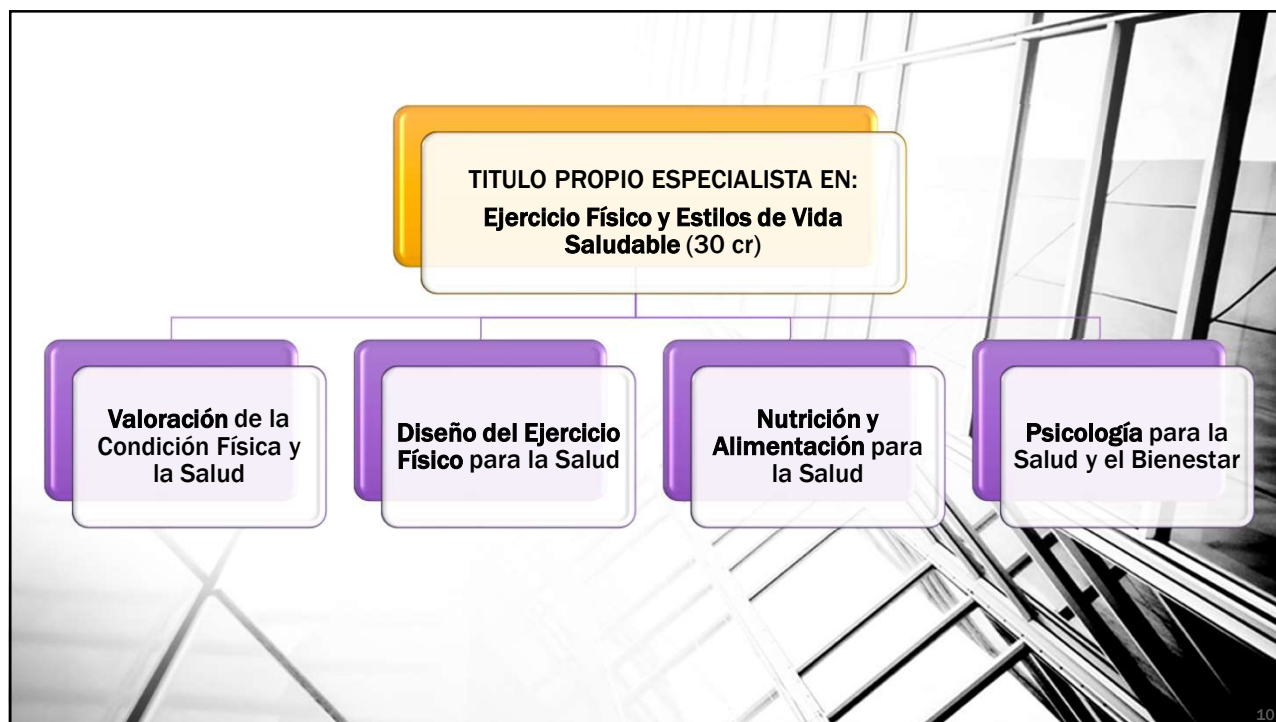 TITULO PROPIO ESPECIALISTA EN:
Ejercicio Físico y Estilos de Vida
Saludable (30 cr)
Valoración de la
Condición Física y
la Salud
Diseño del Ejercicio
Físico para la Salud
Nutrición y
Alimentación para
la Salud
Psicología para la
Salud y el Bienestar
10